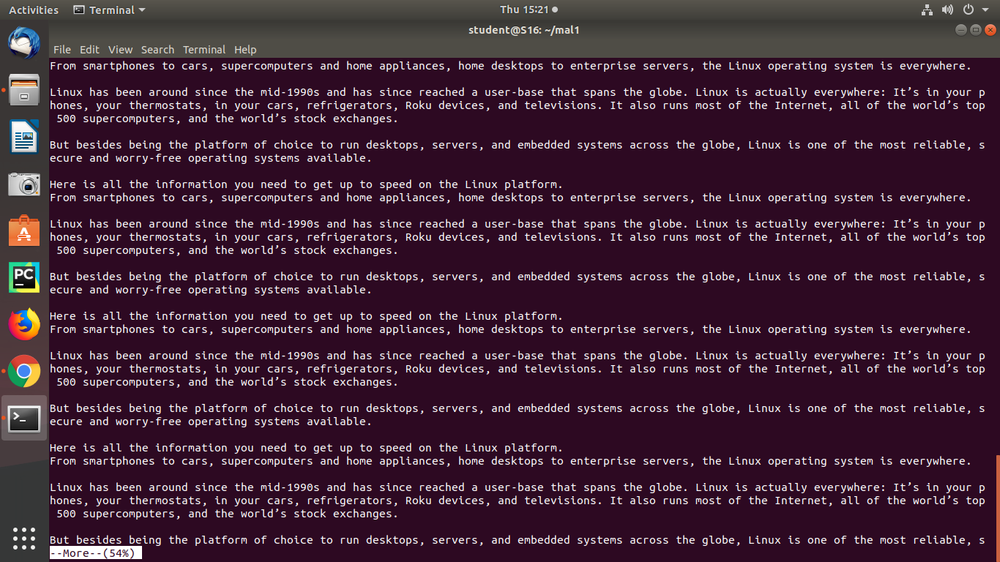 Activities Terminal Thu 15:21
student@S16: ~/mal1
File Edit View Search Terminal Help
From smartphones to cars, supercomputers and home appliances, home desktops to enterprise servers, the Linux operating system is everywhere.
Linux has been around since the mid-1990s and has since reached a user-base that spans the globe. Linux is actually everywhere: It’s in your p
hones, your thermostats, in your cars, refrigerators, Roku devices, and televisions. It also runs most of the Internet, all of the world’s top
500 supercomputers, and the world’s stock exchanges.
But besides being the platform of choice to run desktops, servers, and embedded systems across the globe, Linux is one of the most reliable, s
ecure and worry-free operating systems available.
Here is all the information you need to get up to speed on the Linux platform.
From smartphones to cars, supercomputers and home appliances, home desktops to enterprise servers, the Linux operating system is everywhere.
Linux has been around since the mid-1990s and has since reached a user-base that spans the globe. Linux is actually everywhere: It’s in your p
hones, your thermostats, in your cars, refrigerators, Roku devices, and televisions. It also runs most of the Internet, all of the world’s top
500 supercomputers, and the world’s stock exchanges.
But besides being the platform of choice to run desktops, servers, and embedded systems across the globe, Linux is one of the most reliable, s
ecure and worry-free operating systems available.
Here is all the information you need to get up to speed on the Linux platform.
From smartphones to cars, supercomputers and home appliances, home desktops to enterprise servers, the Linux operating system is everywhere.
Linux has been around since the mid-1990s and has since reached a user-base that spans the globe. Linux is actually everywhere: It’s in your p
hones, your thermostats, in your cars, refrigerators, Roku devices, and televisions. It also runs most of the Internet, all of the world’s top
500 supercomputers, and the world’s stock exchanges.
But besides being the platform of choice to run desktops, servers, and embedded systems across the globe, Linux is one of the most reliable, s
ecure and worry-free operating systems available.
Here is all the information you need to get up to speed on the Linux platform.
From smartphones to cars, supercomputers and home appliances, home desktops to enterprise servers, the Linux operating system is everywhere.
Linux has been around since the mid-1990s and has since reached a user-base that spans the globe. Linux is actually everywhere: It’s in your p
hones, your thermostats, in your cars, refrigerators, Roku devices, and televisions. It also runs most of the Internet, all of the world’s top
500 supercomputers, and the world’s stock exchanges.
But besides being the platform of choice to run desktops, servers, and embedded systems across the globe, Linux is one of the most reliable, s
--More--(54%)
PC